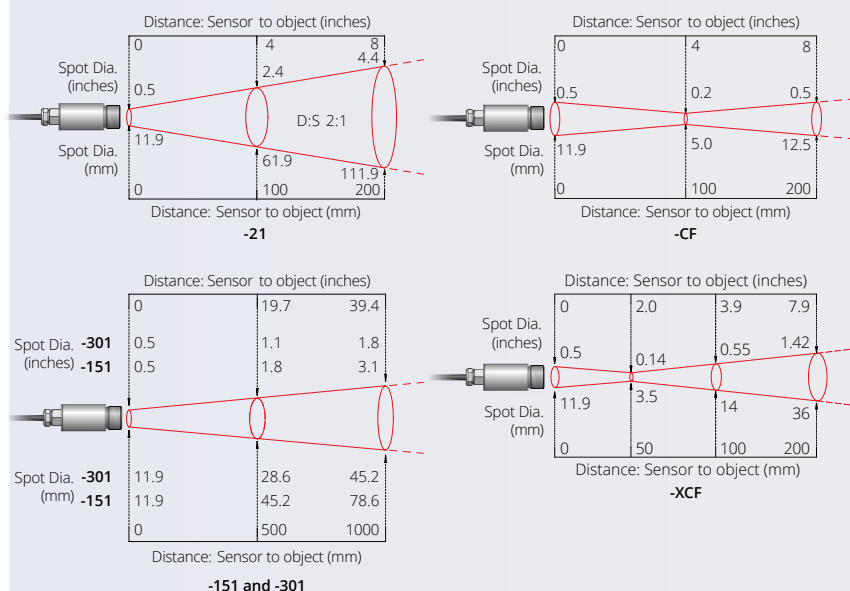 Distance: Sensor to object (inches)
0 4 8
4.4
2.4
Spot Dia.
(inches)
0.5
D:S 2:1
11.9
Spot Dia.
(mm)
61.9
111.9
0 100 200
Distance: Sensor to object (mm)
-21
Distance: Sensor to object (inches)
0 4 8
Spot Dia.
(inches)
0.5 0.2 0.5
11.9 5.0 12.5
Spot Dia.
(mm)
0 100 200
Distance: Sensor to object (mm)
-CF
Distance: Sensor to object (inches)
0 19.7 39.4
Spot Dia. -301 0.5 1.1 1.8
(inches) -151 0.5 1.8 3.1
Spot Dia. -301 11.9 28.6 45.2
(mm) -151 11.9 45.2 78.6
0 500 1000
Distance: Sensor to object (mm)
-151 and -301
Distance: Sensor to object (inches)
0 2.0 3.9 7.9
Spot Dia.
(inches)
0.5 0.14 0.55 1.42
11.9 3.5 14 36
Spot Dia.
(mm)
0 50 100 200
Distance: Sensor to object (mm)
-XCF